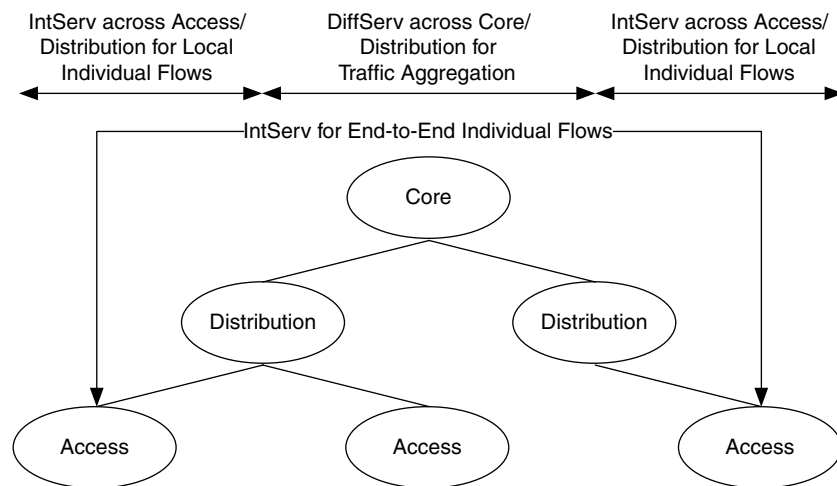 IntServ across Access/
Distribution for Local
Individual Flows
DiffServ across Core/
Distribution for
Traffic Aggregation
IntServ across Access/
Distribution for Local
Individual Flows
IntServ for End-to-End Individual Flows
Core
Distribution
Distribution
Access
Access
Access